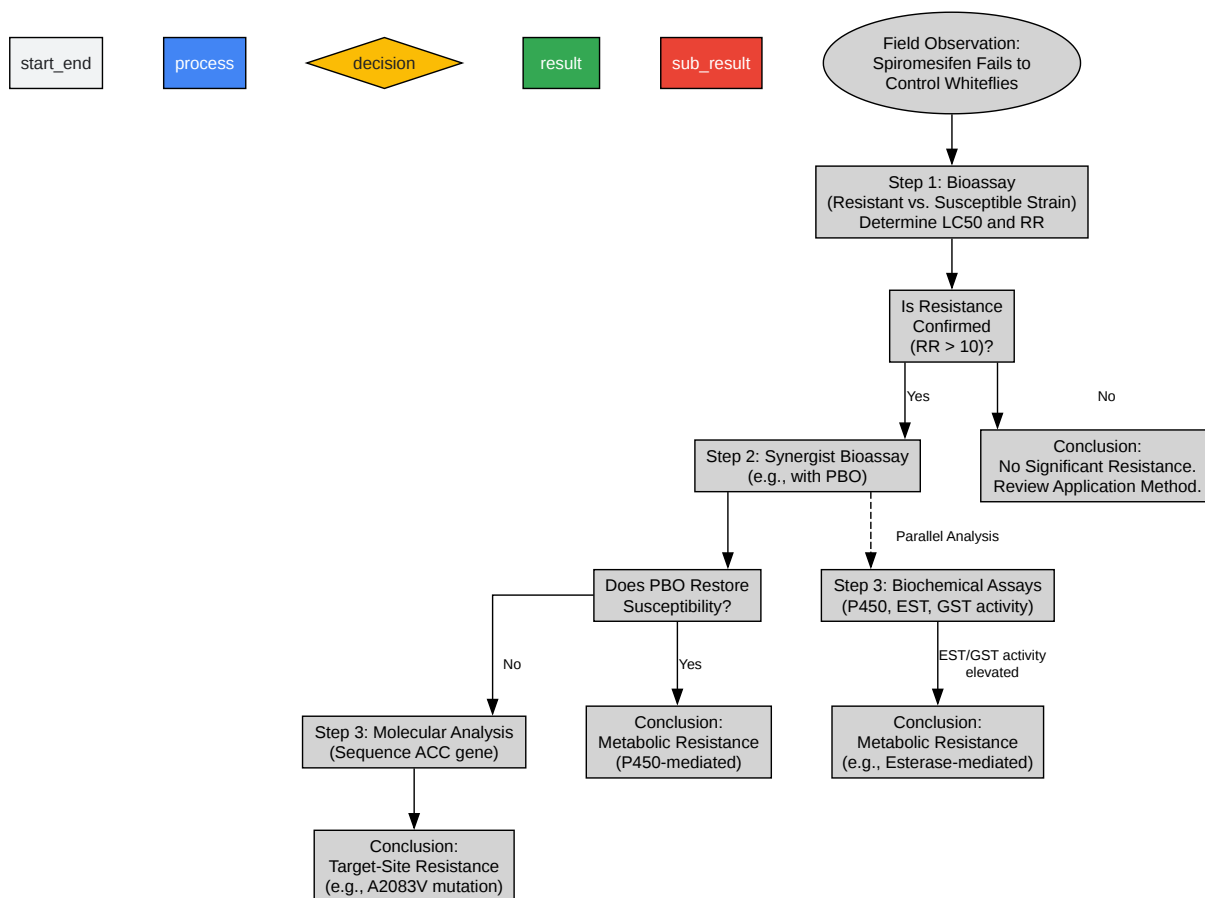 start_end
process
decision
result
sub_result
Field Observation:
Spiromesifen Fails to
Control Whiteflies
Step 1: Bioassay
(Resistant vs. Susceptible Strain)
Determine LC50 and RR
Is Resistance
Confirmed
(RR > 10)?
Yes
No
Step 2: Synergist Bioassay
(e.g., with PBO)
Conclusion:
No Significant Resistance.
Review Application Method.
Parallel Analysis
Does PBO Restore
Susceptibility?
Step 3: Biochemical Assays
(P450, EST, GST activity)
No
Yes
EST/GST activity
elevated
Step 3: Molecular Analysis
(Sequence ACC gene)
Conclusion:
Metabolic Resistance
(P450-mediated)
Conclusion:
Metabolic Resistance
(e.g., Esterase-mediated)
Conclusion:
Target-Site Resistance
(e.g., A2083V mutation)